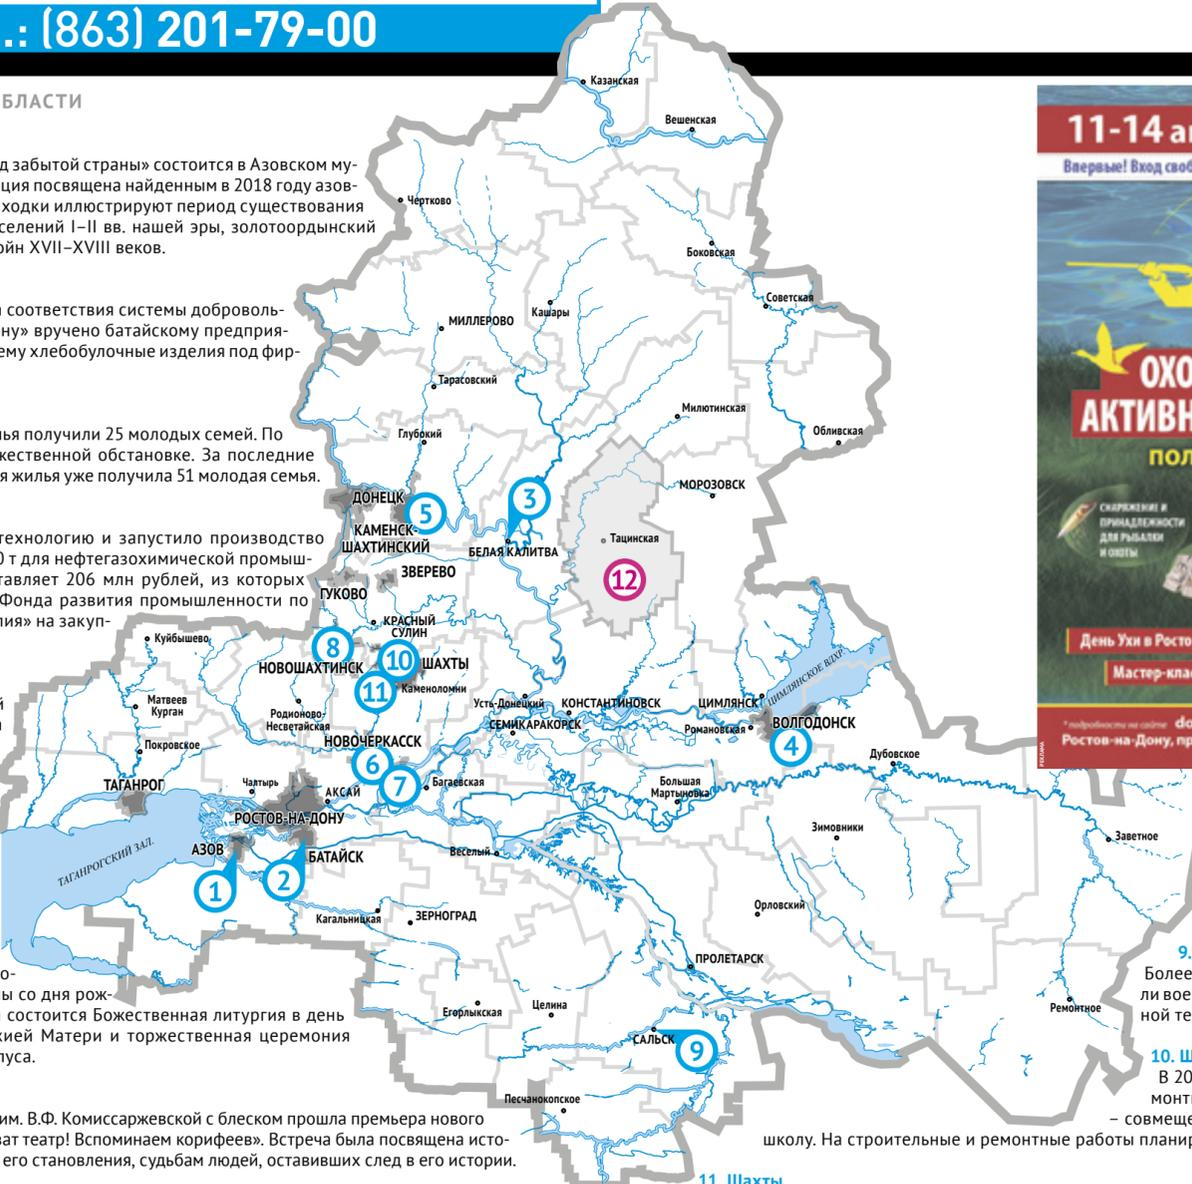 .: (863) 201-79-00
БЛАСТИ
д забытой страны» состоится в Азовском му-
ция посвящена найденным в 2018 году азов-
ходки иллюстрируют период существования
селений I–II вв. нашей эры, золотоордынский
ойн XVII–XVIII веков.
соответствия системы доброволь-
ну» вручено батайскому предприя-
ему хлебобулочные изделия под фир-
ья получили 25 молодых семей. По
жественной обстановке. За последние
я жилья уже получила 51 молодая семья.
технологию и запустило производство
0 т для нефтегазохимической промыш-
тавляет 206 млн рублей, из которых
Фонда развития промышленности по
лия» на закуп-
й
о-
ы со дня рож-
состоится Божественная литургия в день
жией Матери и торжественная церемония
пуса.
им. В.Ф. Комиссаржевской с блеском прошла премьера нового
ват театр! Вспоминаем корифеев». Встреча была посвящена исто-
его становления, судьбам людей, оставивших след в его истории.
Казанская
Вешенская
Чертково
Боковская
Советская
Кашары
МИЛЛЕРОВО
Тарасовский
Милютинская
Глубокий
Обливская
МОРОЗОВСК
ДОНЕЦК
5
3
КАМЕНСК-
ШАХТИНСКИЙ
БЕЛАЯ КАЛИТВА
Тацинская
12
ЗВЕРЕВО
ГУКОВО
КРАСНЫЙ
СУЛИН
Куйбышево
8
НОВОШАХТИНСК
10
ШАХТЫ
11
Каменоломни
ЦИМЛЯНСКОЕ ВДХР.
Матвеев
Курган
Родионово-
Несветайская
Усть-Донецкий
КОНСТАНТИНОВСК
ЦИМЛЯНСК
СЕМИКАРАКОРСК
Романовская
ВОЛГОДОНСК
4
Покровское
НОВОЧЕРКАССК
6
7
Дубовое
ТАГАНРОГ
Чалтырь
АКСАЙ
Багаевская
Большая
Мартыновка
РОСТОВ-НА-ДОНУ
Зимовники
Заветное
АЗОВ
БАТАЙСК
Веселый
ТАГАНРОГСКИЙ ЗАЛ.
1
2
Кагальницкая
ЗЕРНОГРАД
Орловский
ПРОЛЕТАРСК
Егорлыкская
Целина
Ремонтное
САЛЬСК
9
Песчанокопское
11-14 ав
Впервые! Вход своб
ОХО
АКТИВН
ПОЛ
СНАРЯЖЕНИЕ И
ПРИНАДЛЕЖНОСТИ
ДЛЯ РЫБАЛКИ
И ОХОТЫ
День Ухи в Росто
Мастер-клас
* подробности на сайте do
Ростов-на-Дону, пр
РЕКЛАМА
9.
Более
ли вое
ной те
10. Ш
В 20
монт
– совмеще
школу. На строительные и ремонтные работы планир
11. Шахты